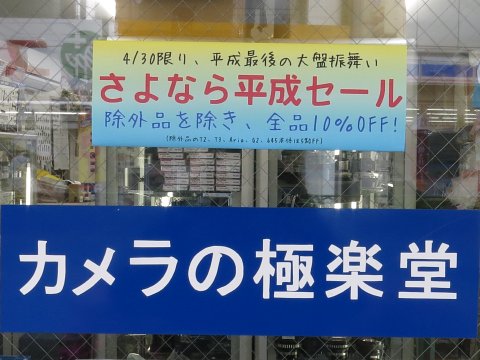 4/30限り、平成最後の大盤振舞い
さよなら平成セール
除外品を除き、全品10%OFF!
カメラの極楽堂